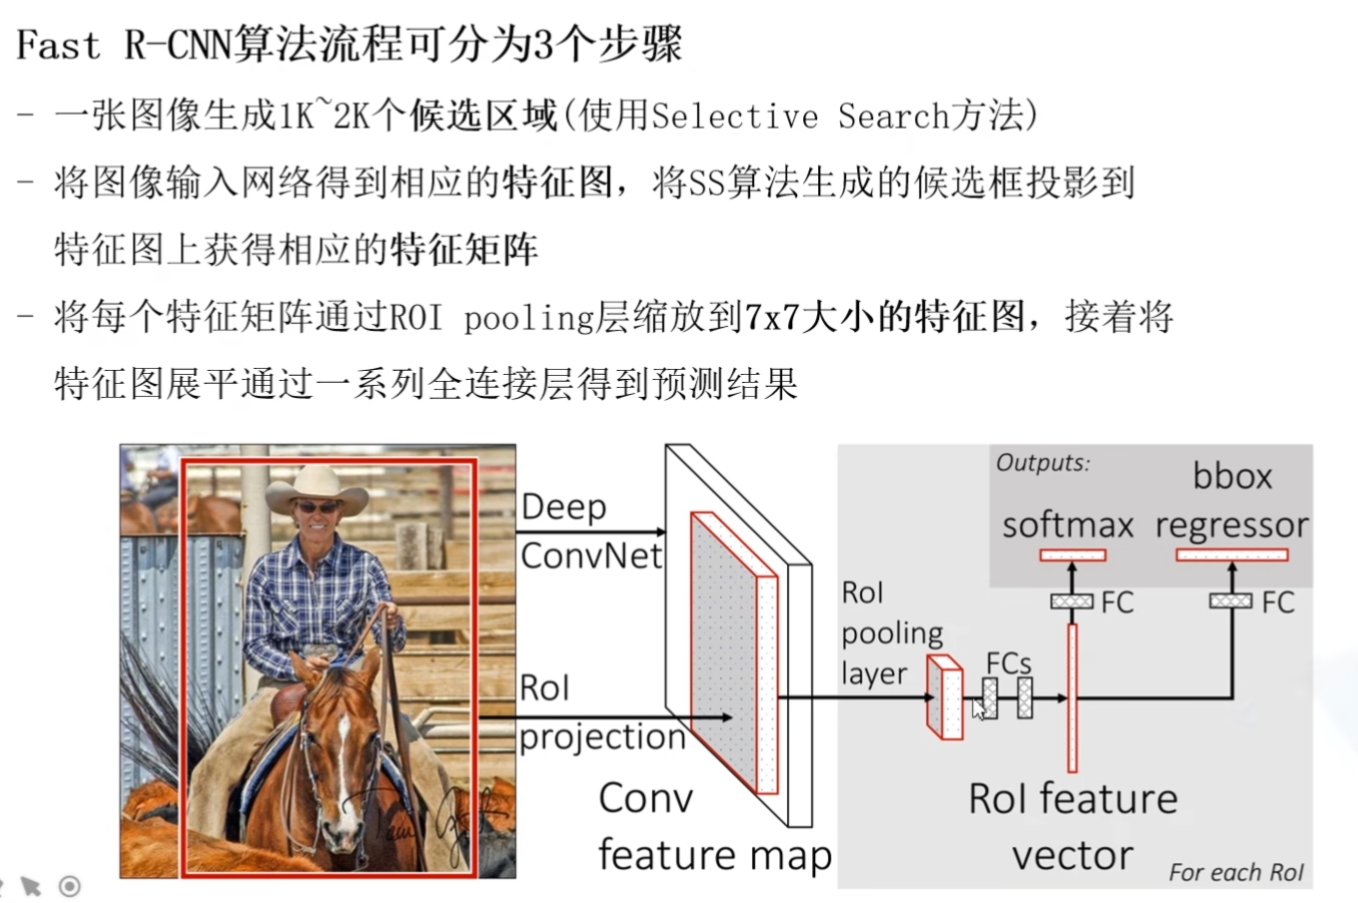 Fast R-CNN算法流程可分为3个步骤
- 一张图像生成1K~2K个候选区域(使用Selective Search方法)
- 将图像输入网络得到相应的特征图，将SS算法生成的候选框投影到
特征图上获得相应的特征矩阵
- 将每个特征矩阵通过ROI pooling层缩放到7x7大小的特征图，接着将
特征图展平通过一系列全连接层得到预测结果
Deep
ConvNet
RoI
projection
Conv
feature map
RoI
pooling
layer
FCs
Outputs:
softmax
bbox
regressor
FC
FC
RoI feature
vector
For each RoI